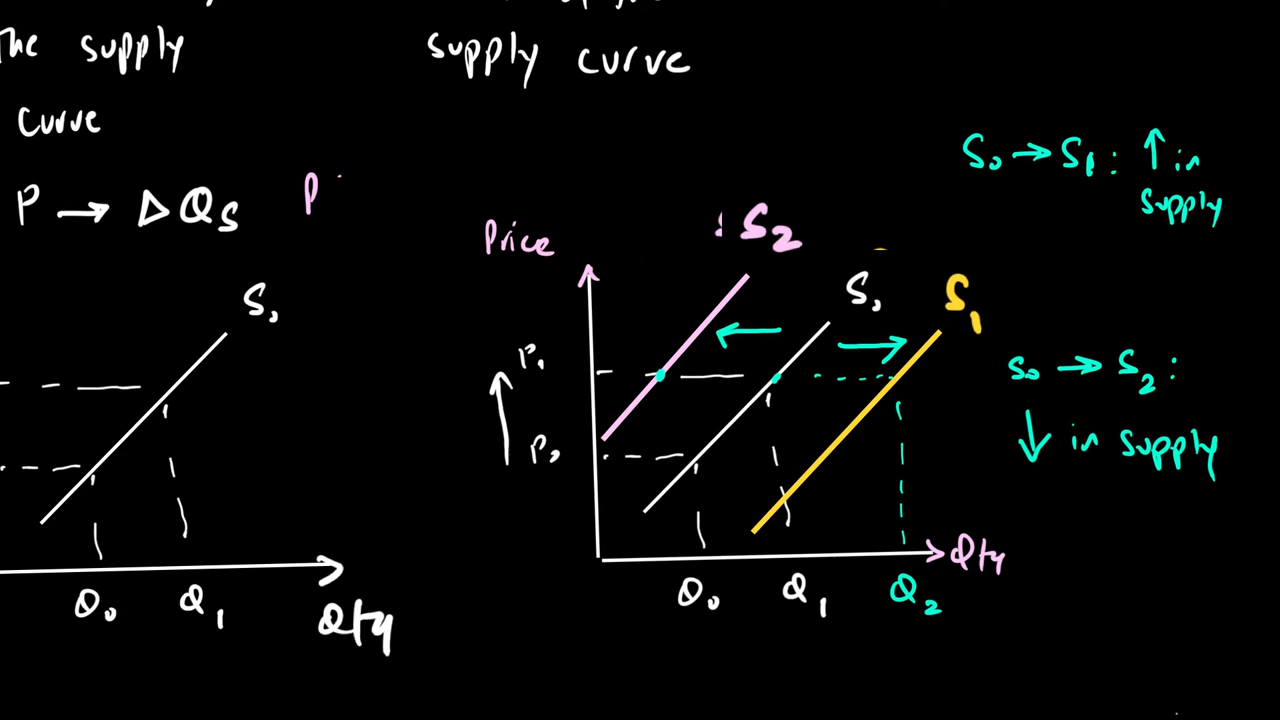 The supply
curve
P → Δ Qs P
S₀
Q₀ Q₁
Qty
supply curve
Price
S₂
S₀
S₁
P₁
P₀
Q₀ Q₁ Q₂
Qty
S₀ → S₁ : ↑ in
supply
S₀ → S₂ :
↓ in supply